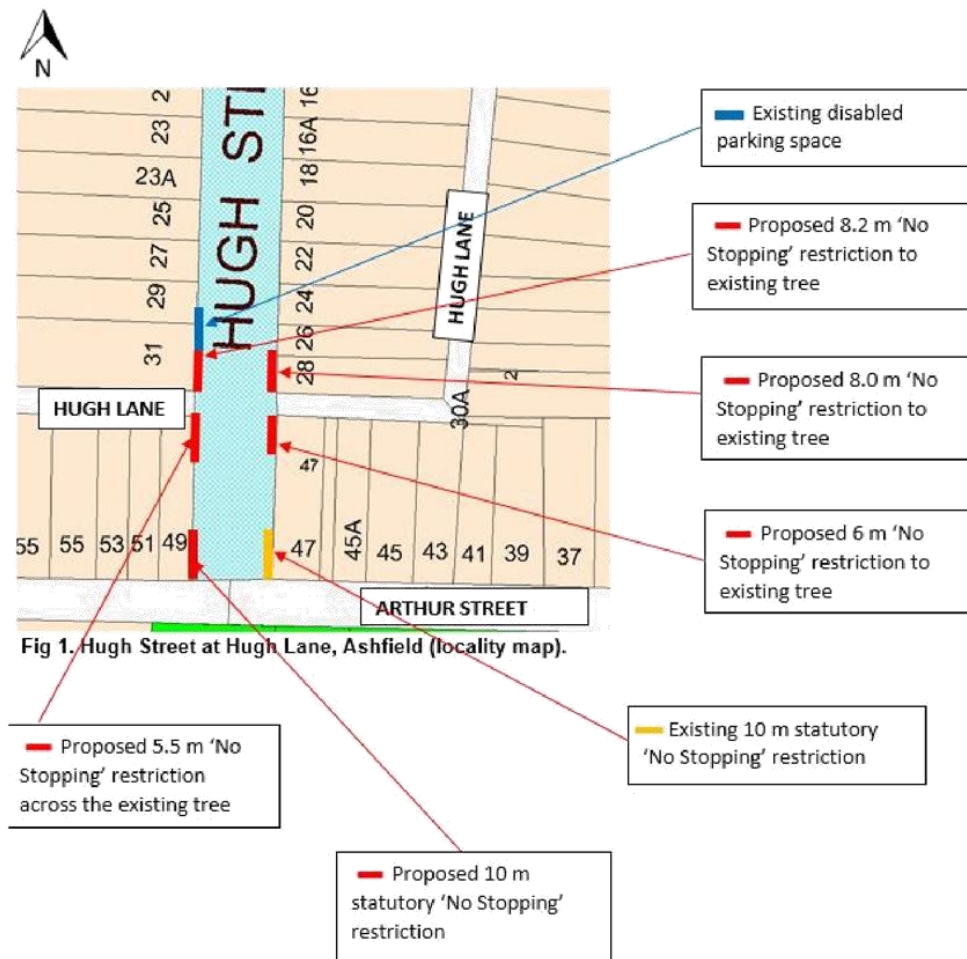 N
HUGH ST
2
23
23A
25
27
29
31
16
16A
18
20
22
24
26
28
30A
2
HUGH LANE
HUGH LANE
47
55
55
53
51
49
47
45A
45
43
41
39
37
ARTHUR STREET
Existing disabled
parking space
Proposed 8.2 m ‘No
Stopping’ restriction to
existing tree
Proposed 8.0 m ‘No
Stopping’ restriction to
existing tree
Proposed 6 m ‘No
Stopping’ restriction to
existing tree
Fig 1. Hugh Street at Hugh Lane, Ashfield (locality map).
Existing 10 m statutory
‘No Stopping’ restriction
Proposed 5.5 m ‘No
Stopping’ restriction
across the existing tree
Proposed 10 m
statutory ‘No Stopping’
restriction